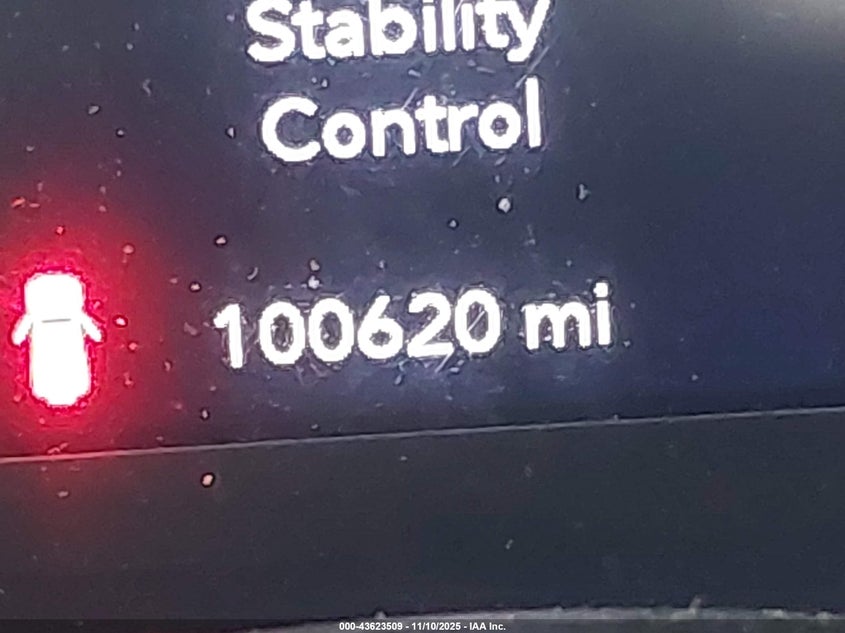 Stability
Control
100620 mi
000-43623509 - 11/10/2025 - IAA Inc.